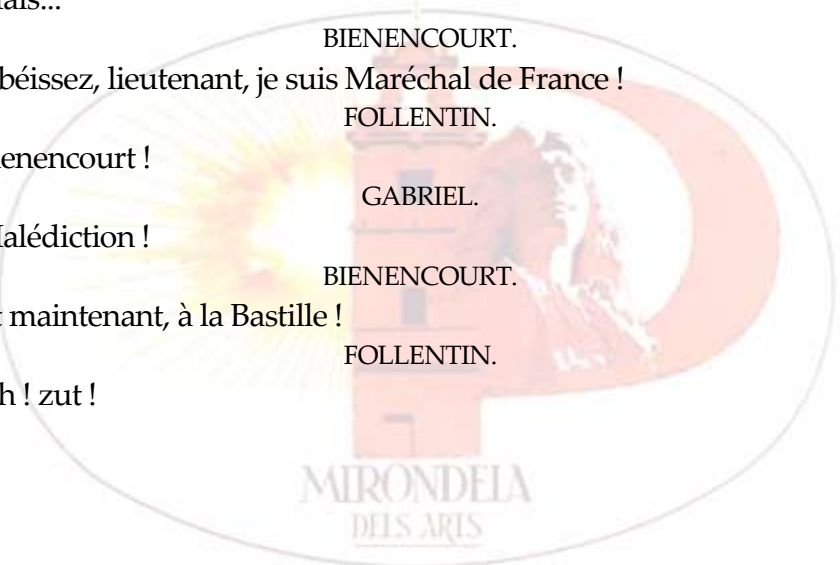 ais...
BIENENCOURT.
béissez, lieutenant, je suis Maréchal de France !
FOLLENTIN.
ienencourt !
GABRIEL.
alédiction !
BIENENCOURT.
t maintenant, à la Bastille !
FOLLENTIN.
h ! zut !
MIRONDELA
DELS ARTS